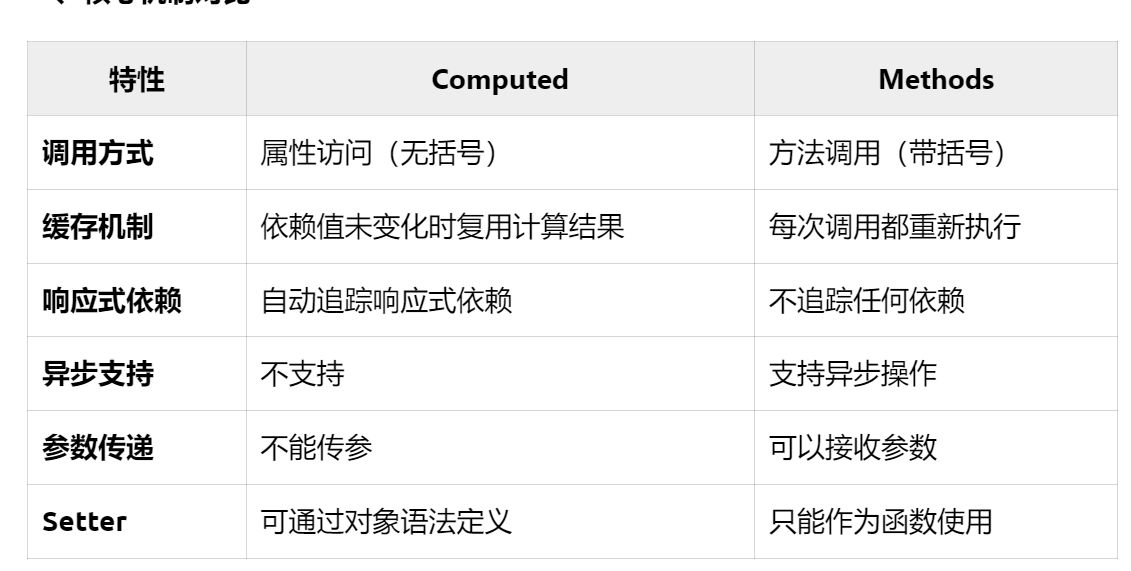 特性 Computed Methods
调用方式 属性访问（无括号） 方法调用（带括号）
缓存机制 依赖值未变化时复用计算结果 每次调用都重新执行
响应式依赖 自动追踪响应式依赖 不追踪任何依赖
异步支持 不支持 支持异步操作
参数传递 不能传参 可以接收参数
Setter 可通过对象语法定义 只能作为函数使用